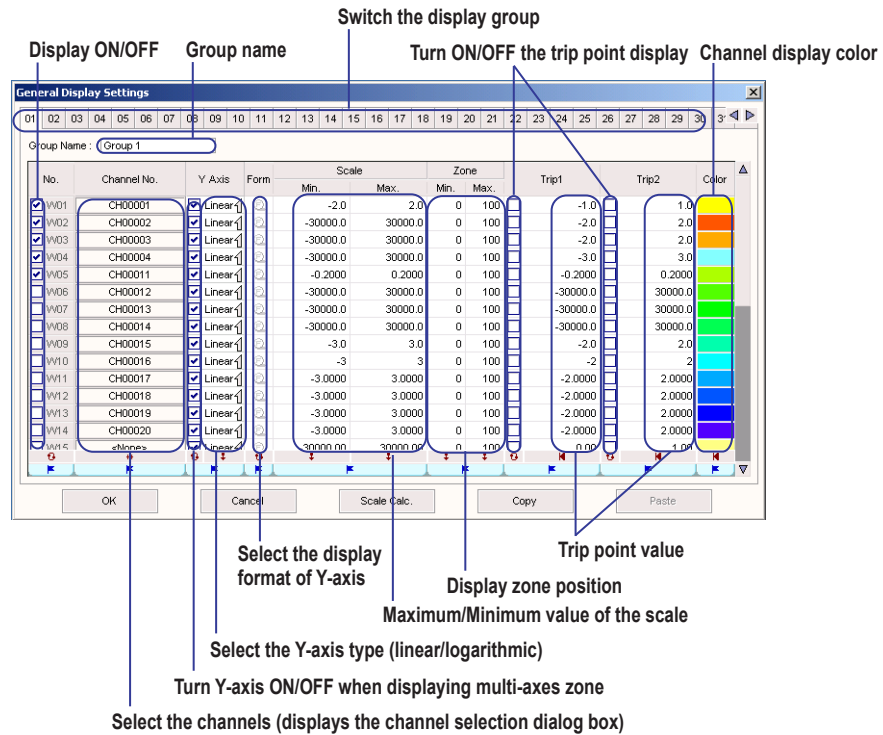 Switch the display group
Display ON/OFF Group name Turn ON/OFF the trip point display Channel display color
General Display Settings
01 02 03 04 05 06 07 08 09 10 11 12 13 14 15 16 17 18 19 20 21 22 23 24 25 26 27 28 29 30
Group Name : Group 1
No. Channel No. Y Axis Form Scale Zone Trip1 Trip2 Color
Min. Max. Min. Max.
W01 CH00001 Linear -2.0 2.0 0 100 -1.0 1.0
W02 CH00002 Linear -30000.0 30000.0 0 100 -2.0 2.0
W03 CH00003 Linear -30000.0 30000.0 0 100 -2.0 2.0
W04 CH00004 Linear -30000.0 30000.0 0 100 -3.0 3.0
W05 CH00011 Linear -0.2000 0.2000 0 100 -0.2000 0.2000
W06 CH00012 Linear -30000.0 30000.0 0 100 -30000.0 30000.0
W07 CH00013 Linear -30000.0 30000.0 0 100 -30000.0 30000.0
W08 CH00014 Linear -30000.0 30000.0 0 100 -30000.0 30000.0
W09 CH00015 Linear -3.0 3.0 0 100 -2.0 2.0
W10 CH00016 Linear -3 3 0 100 -2 2
W11 CH00017 Linear -3.0000 3.0000 0 100 -2.0000 2.0000
W12 CH00018 Linear -3.0000 3.0000 0 100 -2.0000 2.0000
W13 CH00019 Linear -3.0000 3.0000 0 100 -2.0000 2.0000
W14 CH00020 Linear -3.0000 3.0000 0 100 -2.0000 2.0000
W15 <None> Linear 30000.00 30000.00 0 100 0.00 1.00
OK Cancel Scale Calc. Copy Paste
Select the display
format of Y-axis
Trip point value
Display zone position
Maximum/Minimum value of the scale
Select the Y-axis type (linear/logarithmic)
Turn Y-axis ON/OFF when displaying multi-axes zone
Select the channels (displays the channel selection dialog box)